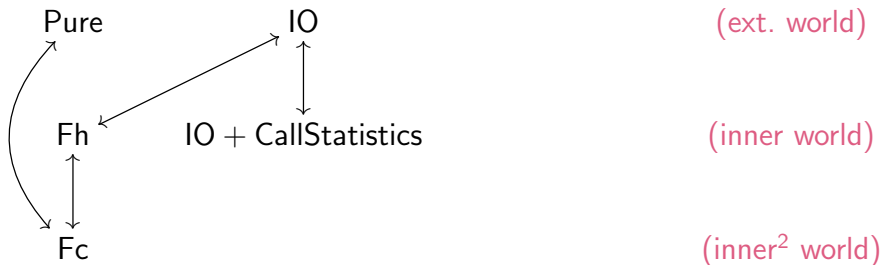 Pure IO (ext. world)
Fh IO + CallStatistics (inner world)
Fc (inner² world)